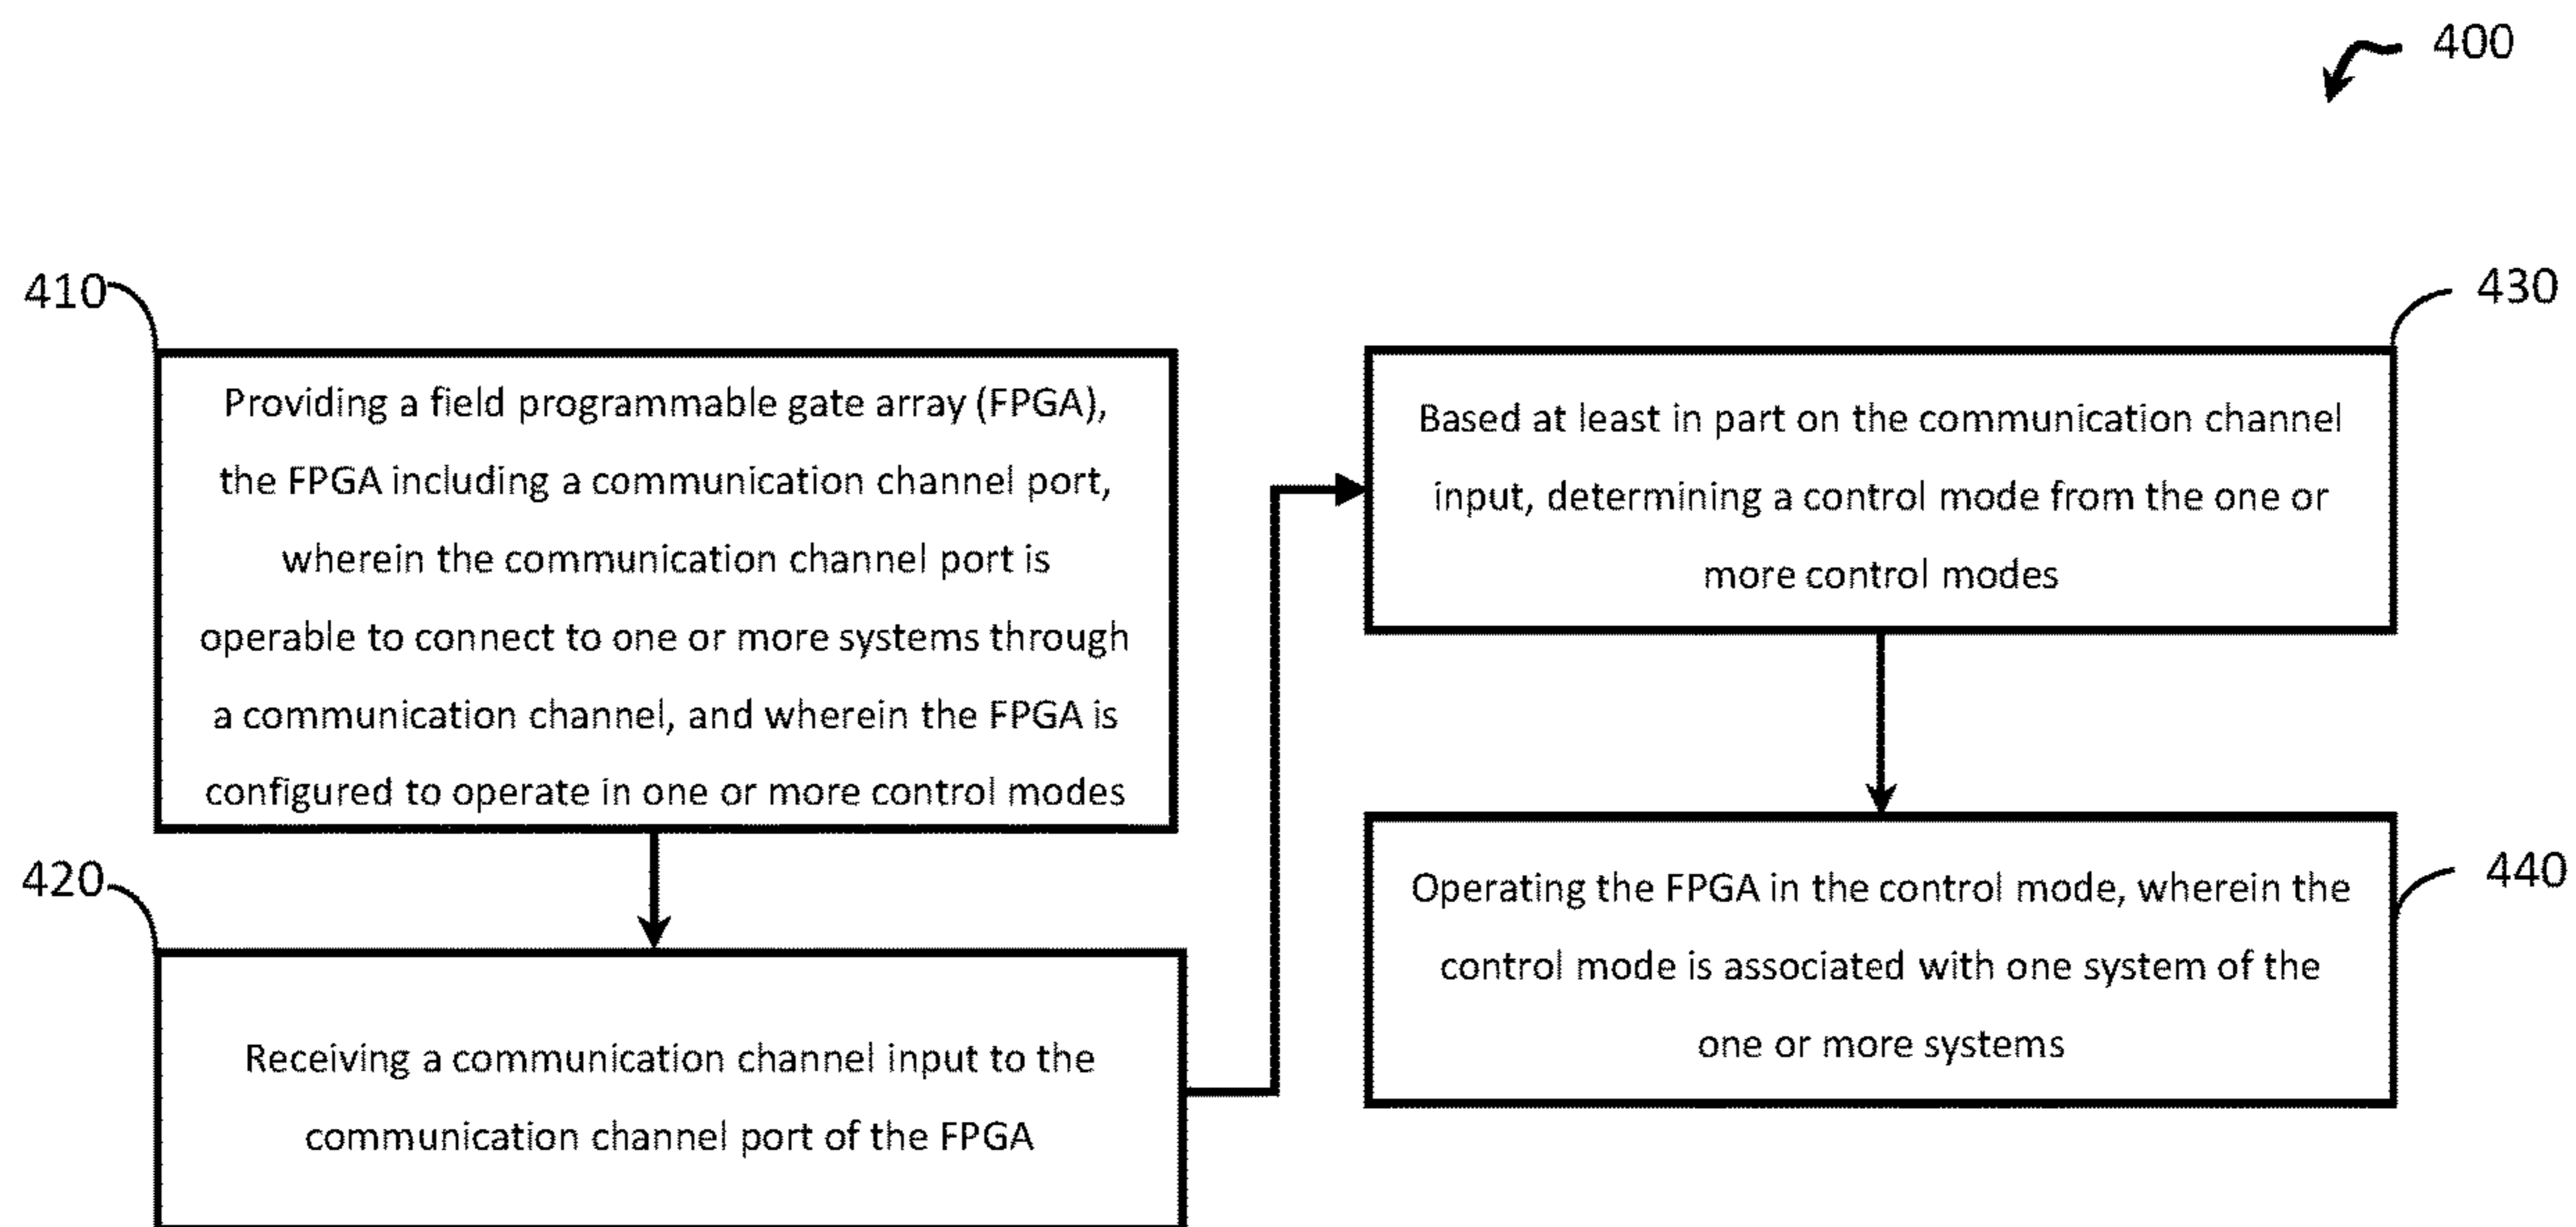 400
410
Providing a field programmable gate array (FPGA),
the FPGA including a communication channel port,
wherein the communication channel port is
operable to connect to one or more systems through
a communication channel, and wherein the FPGA is
configured to operate in one or more control modes
420
Receiving a communication channel input to the
communication channel port of the FPGA
430
Based at least in part on the communication channel
input, determining a control mode from the one or
more control modes
440
Operating the FPGA in the control mode, wherein the
control mode is associated with one system of the
one or more systems